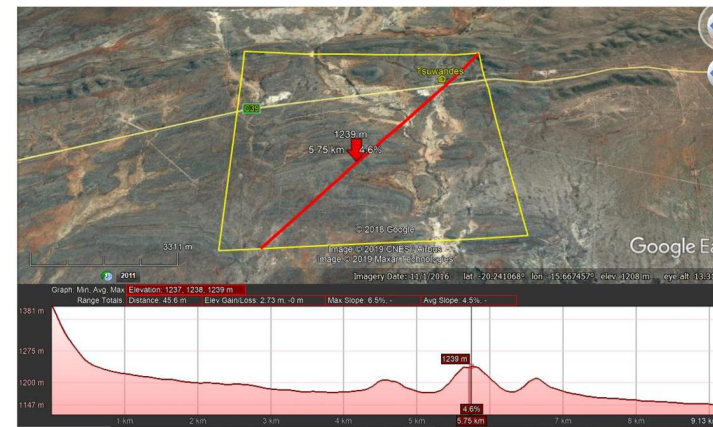 Tsuwandes
C39
1239 m
5.75 km 4.6%
© 2018 Google
3311 m
Image © 2019 CNES / Airbus
Image © 2019 Maxar Technologies
Google Ea
2011
Imagery Date: 11/1/2016 lat -20.241068° lon -15.667457° elev 1208 m eye alt 13.31
Graph: Min, Avg, Max Elevation: 1237, 1238, 1239 m
Range Totals: Distance: 45.6 m Elev Gain/Loss: 2.73 m, -0 m Max Slope: 6.5%, - Avg Slope: 4.5%, -
1381 m
1275 m
1239 m
1200 m
1147 m
4.6%
1 km 2 km 3 km 4 km 5 km 5.75 km 7 km 8 km 9.13 k